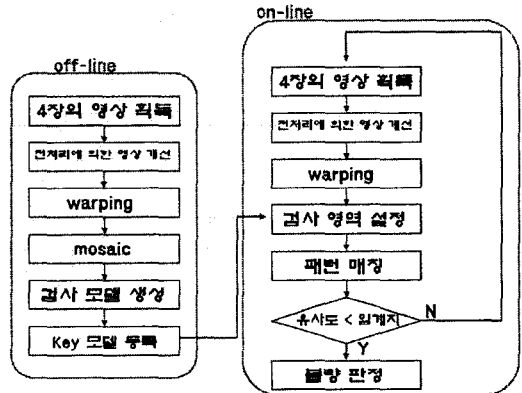 off-line
4장의 영상 획득
전처리에 의한 영상 개선
warping
mosaic
검사 모델 생성
Key 모델 등록
on-line
4장의 영상 획득
전처리에 의한 영상 개선
warping
검사 영역 설정
패턴 매칭
유사도 < 임계치
N
Y
불량 판정